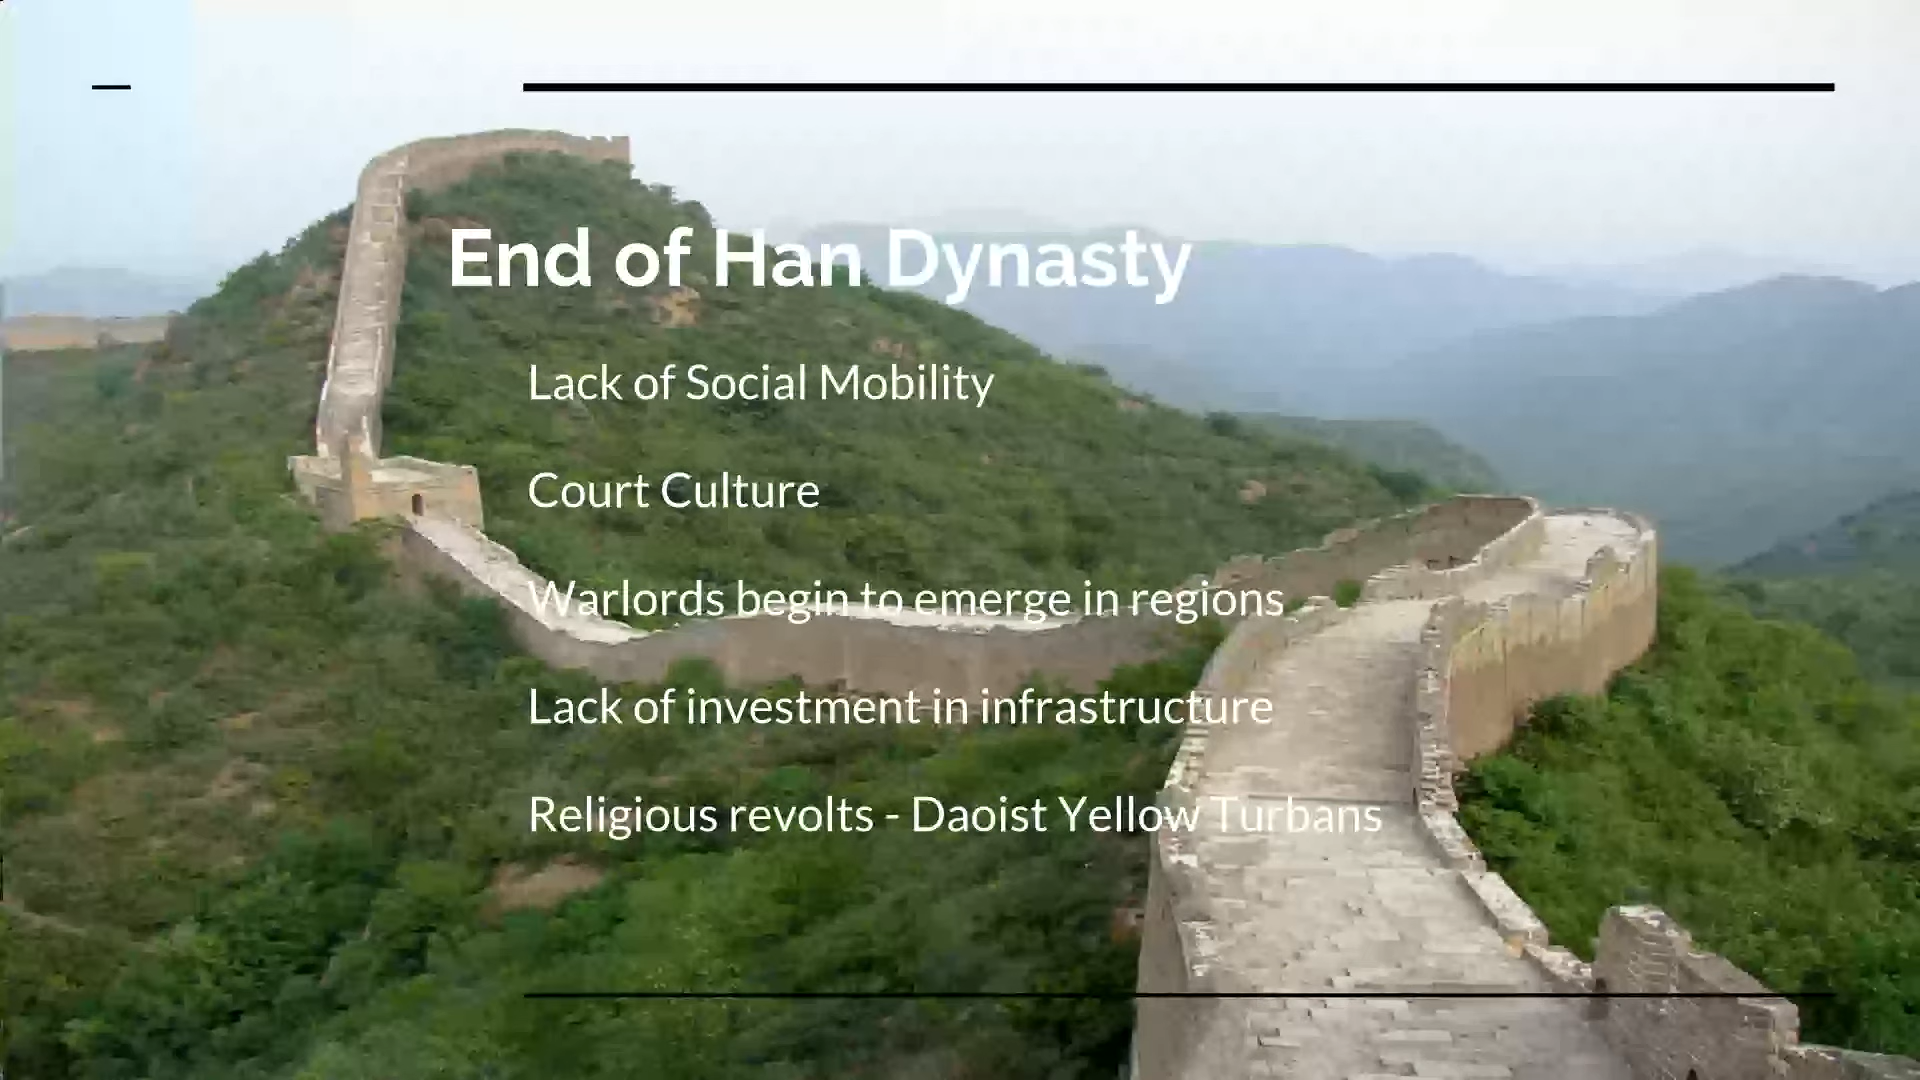 End of Han Dynasty
Lack of Social Mobility
Court Culture
Warlords begin to emerge in regions
Lack of investment in infrastructure
Religious revolts - Daoist Yellow Turbans